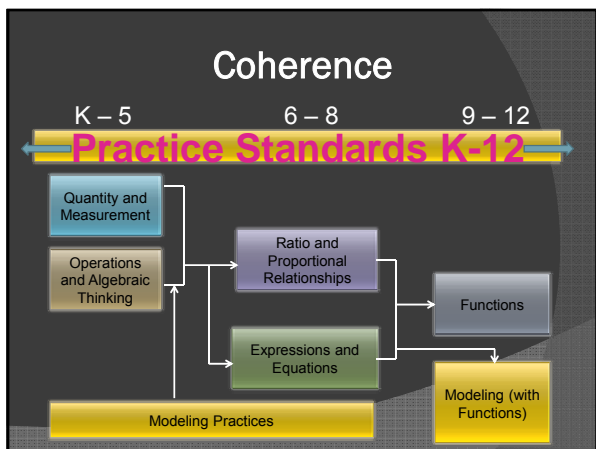 Coherence
K – 5 6 – 8 9 – 12
Practice Standards K-12
Quantity and
Measurement
Operations
and Algebraic
Thinking
Ratio and
Proportional
Relationships
Expressions and
Equations
Functions
Modeling (with
Functions)
Modeling Practices